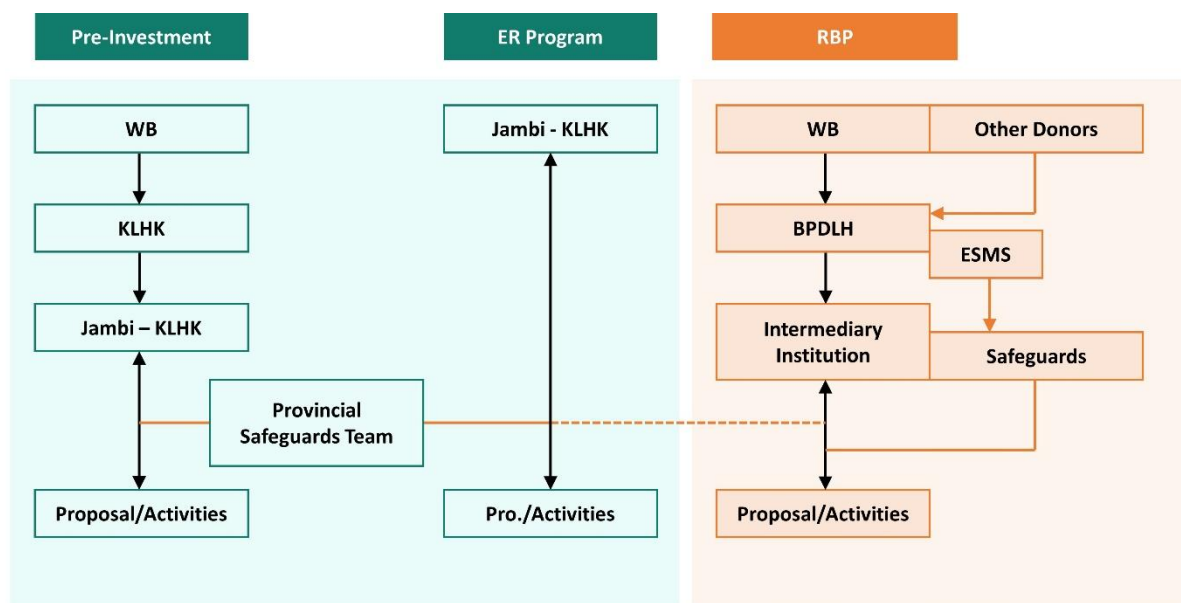 Pre-Investment
ER Program
RBP
WB
Jambi - KLHK
WB
Other Donors
KLHK
BPDLH
ESMS
Jambi – KLHK
Intermediary
Institution
Safeguards
Provincial
Safeguards Team
Proposal/Activities
Pro./Activities
Proposal/Activities